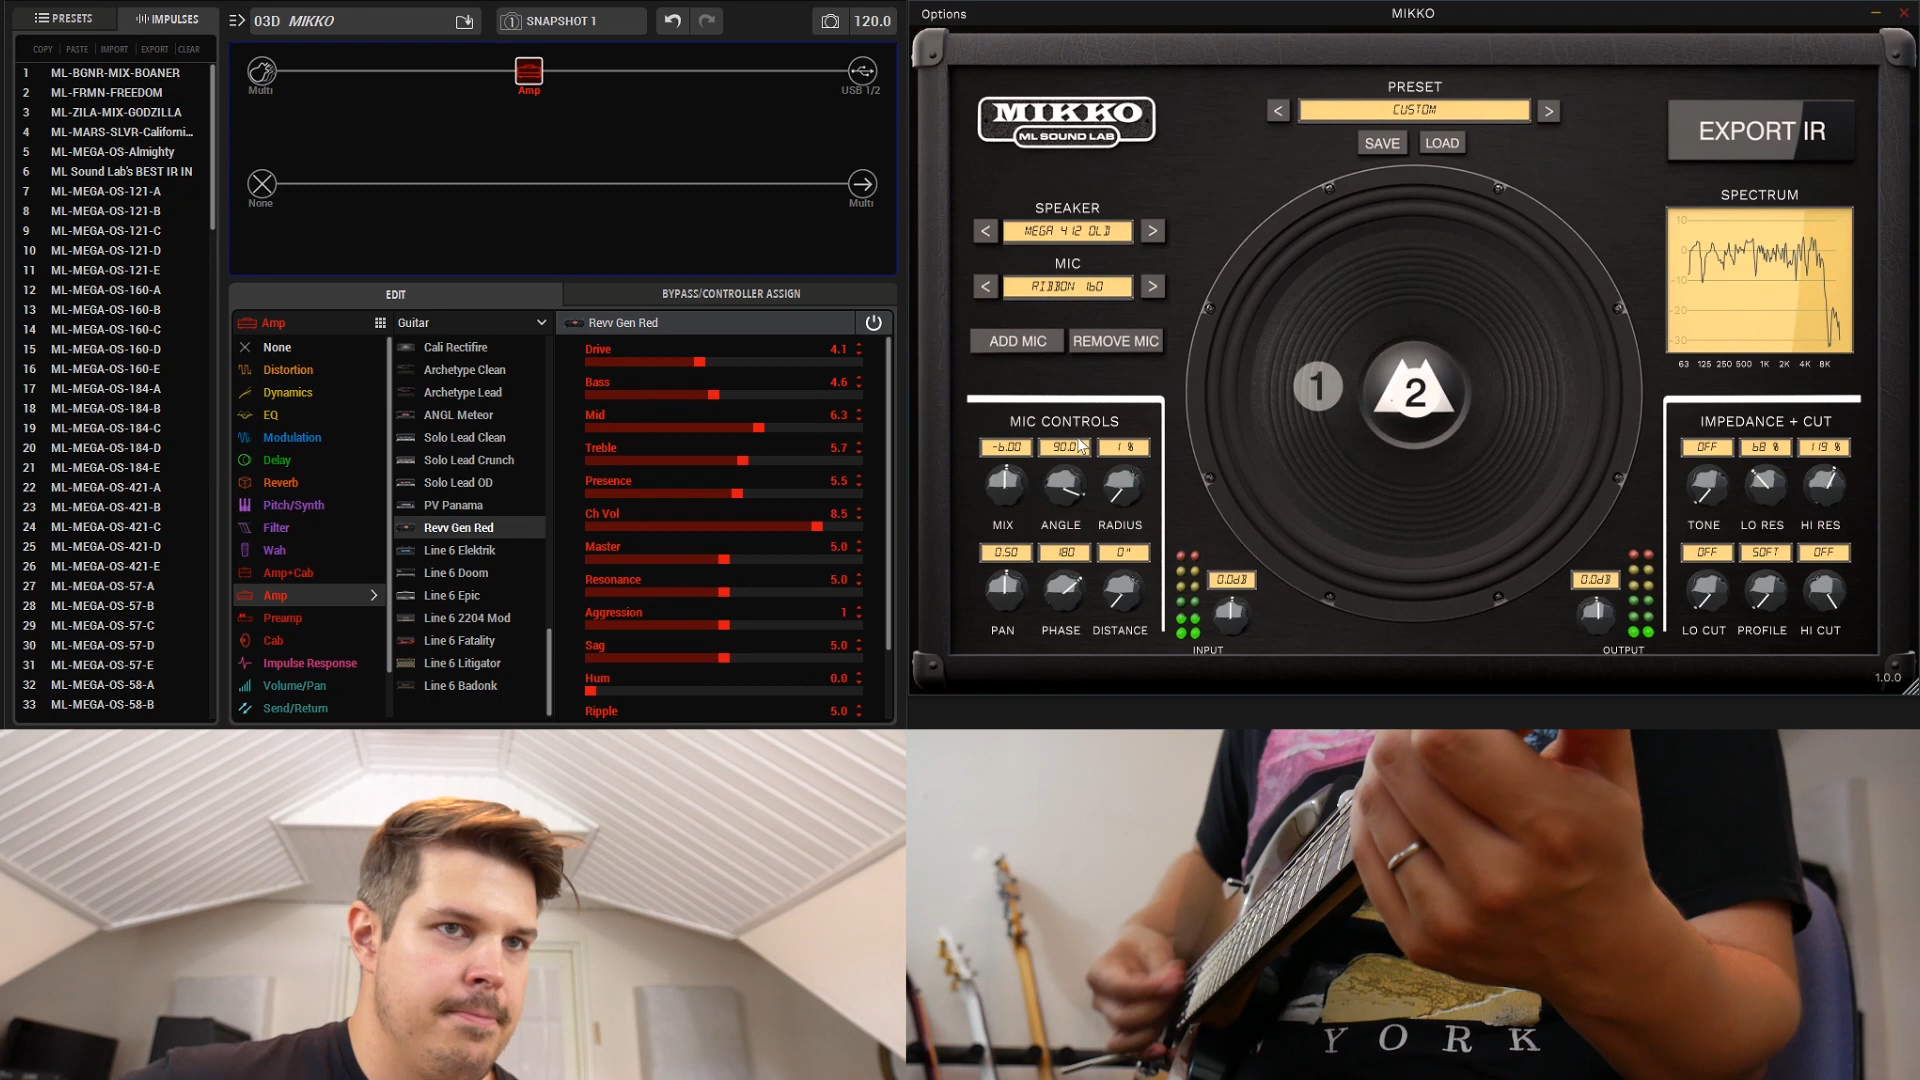 PRESETS
IMPULSES
COPY
PASTE
IMPORT
EXPORT
CLEAR
1 ML-BGNR-MIX-BOANER
2 ML-FRMN-FREEDOM
3 ML-ZILA-MIX-GODZILLA
4 ML-MARS-SLVR-Californi...
5 ML-MEGA-OS-Almighty
6 ML Sound Lab's BEST IR IN
7 ML-MEGA-OS-121-A
8 ML-MEGA-OS-121-B
9 ML-MEGA-OS-121-C
10 ML-MEGA-OS-121-D
11 ML-MEGA-OS-121-E
12 ML-MEGA-OS-160-A
13 ML-MEGA-OS-160-B
14 ML-MEGA-OS-160-C
15 ML-MEGA-OS-160-D
16 ML-MEGA-OS-160-E
17 ML-MEGA-OS-184-A
18 ML-MEGA-OS-184-B
19 ML-MEGA-OS-184-C
20 ML-MEGA-OS-184-D
21 ML-MEGA-OS-184-E
22 ML-MEGA-OS-421-A
23 ML-MEGA-OS-421-B
24 ML-MEGA-OS-421-C
25 ML-MEGA-OS-421-D
26 ML-MEGA-OS-421-E
27 ML-MEGA-OS-57-A
28 ML-MEGA-OS-57-B
29 ML-MEGA-OS-57-C
30 ML-MEGA-OS-57-D
31 ML-MEGA-OS-57-E
32 ML-MEGA-OS-58-A
33 ML-MEGA-OS-58-B
03D MIKKO
1 SNAPSHOT 1
120.0
Multi
Amp
USB 1/2
None
Multi
EDIT
BYPASS/CONTROLLER ASSIGN
Amp
None
Distortion
Dynamics
EQ
Modulation
Delay
Reverb
Pitch/Synth
Filter
Wah
Amp+Cab
Amp
Preamp
Cab
Impulse Response
Volume/Pan
Send/Return
Guitar
Cali Rectifire
Archetype Clean
Archetype Lead
ANGL Meteor
Solo Lead Clean
Solo Lead Crunch
Solo Lead OD
PV Panama
Revv Gen Red
Line 6 Elektrik
Line 6 Doom
Line 6 Epic
Line 6 2204 Mod
Line 6 Fatality
Line 6 Litigator
Line 6 Badonk
Revv Gen Red
Drive 4.1
Bass 4.6
Mid 6.3
Treble 5.7
Presence 5.5
Ch Vol 8.5
Master 5.0
Resonance 5.0
Aggression 1
Sag 5.0
Hum 0.0
Ripple 5.0
Options
MIKKO
MIKKO
ML SOUND LAB
PRESET
< CUSTOM >
SAVE
LOAD
EXPORT IR
SPEAKER
< MEGA 412 OLD >
MIC
< RIBBON 160 >
ADD MIC
REMOVE MIC
1
2
SPECTRUM
10
0
-10
-20
-30
63 125 250 500 1K 2K 4K 8K
MIC CONTROLS
-6.00 90.0 1 %
MIX ANGLE RADIUS
0.50 180 0"
PAN PHASE DISTANCE
0.0dB
INPUT
0.0dB
OUTPUT
IMPEDANCE + CUT
OFF 68 % 119 %
TONE LO RES HI RES
OFF SOFT OFF
LO CUT PROFILE HI CUT
1.0.0
YORK